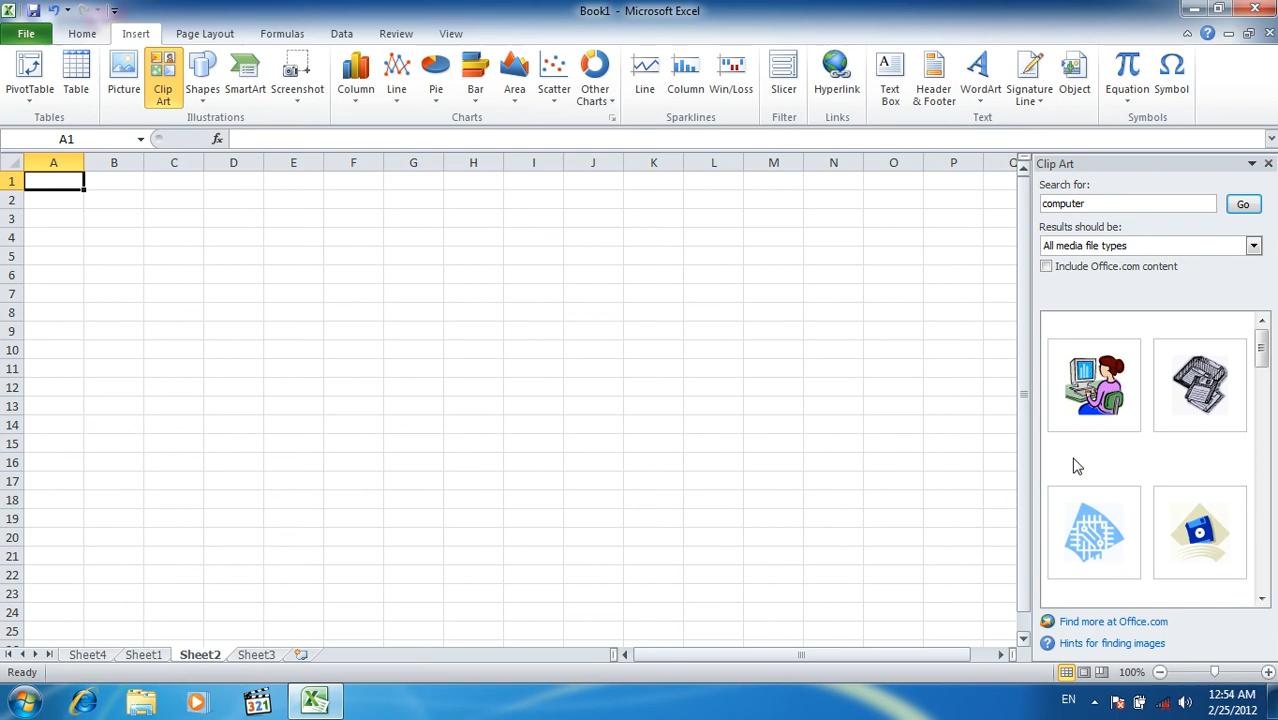 Book1 - Microsoft Excel
File Home Insert Page Layout Formulas Data Review View
PivotTable Table Picture Clip Art Shapes SmartArt Screenshot Column Line Pie Bar Area Scatter Other Charts Line Column Win/Loss Slicer Hyperlink Text Box Header & Footer WordArt Signature Line Object Equation Symbol
Tables Illustrations Charts Sparklines Filter Links Text Symbols
A1 fx
A B C D E F G H I J K L M N O P
1
2
3
4
5
6
7
8
9
10
11
12
13
14
15
16
17
18
19
20
21
22
23
24
25
Clip Art
Search for:
computer Go
Results should be:
All media file types
Include Office.com content
Find more at Office.com
Hints for finding images
Sheet4 Sheet1 Sheet2 Sheet3
Ready 100%
321 EN 12:54 AM
2/25/2012